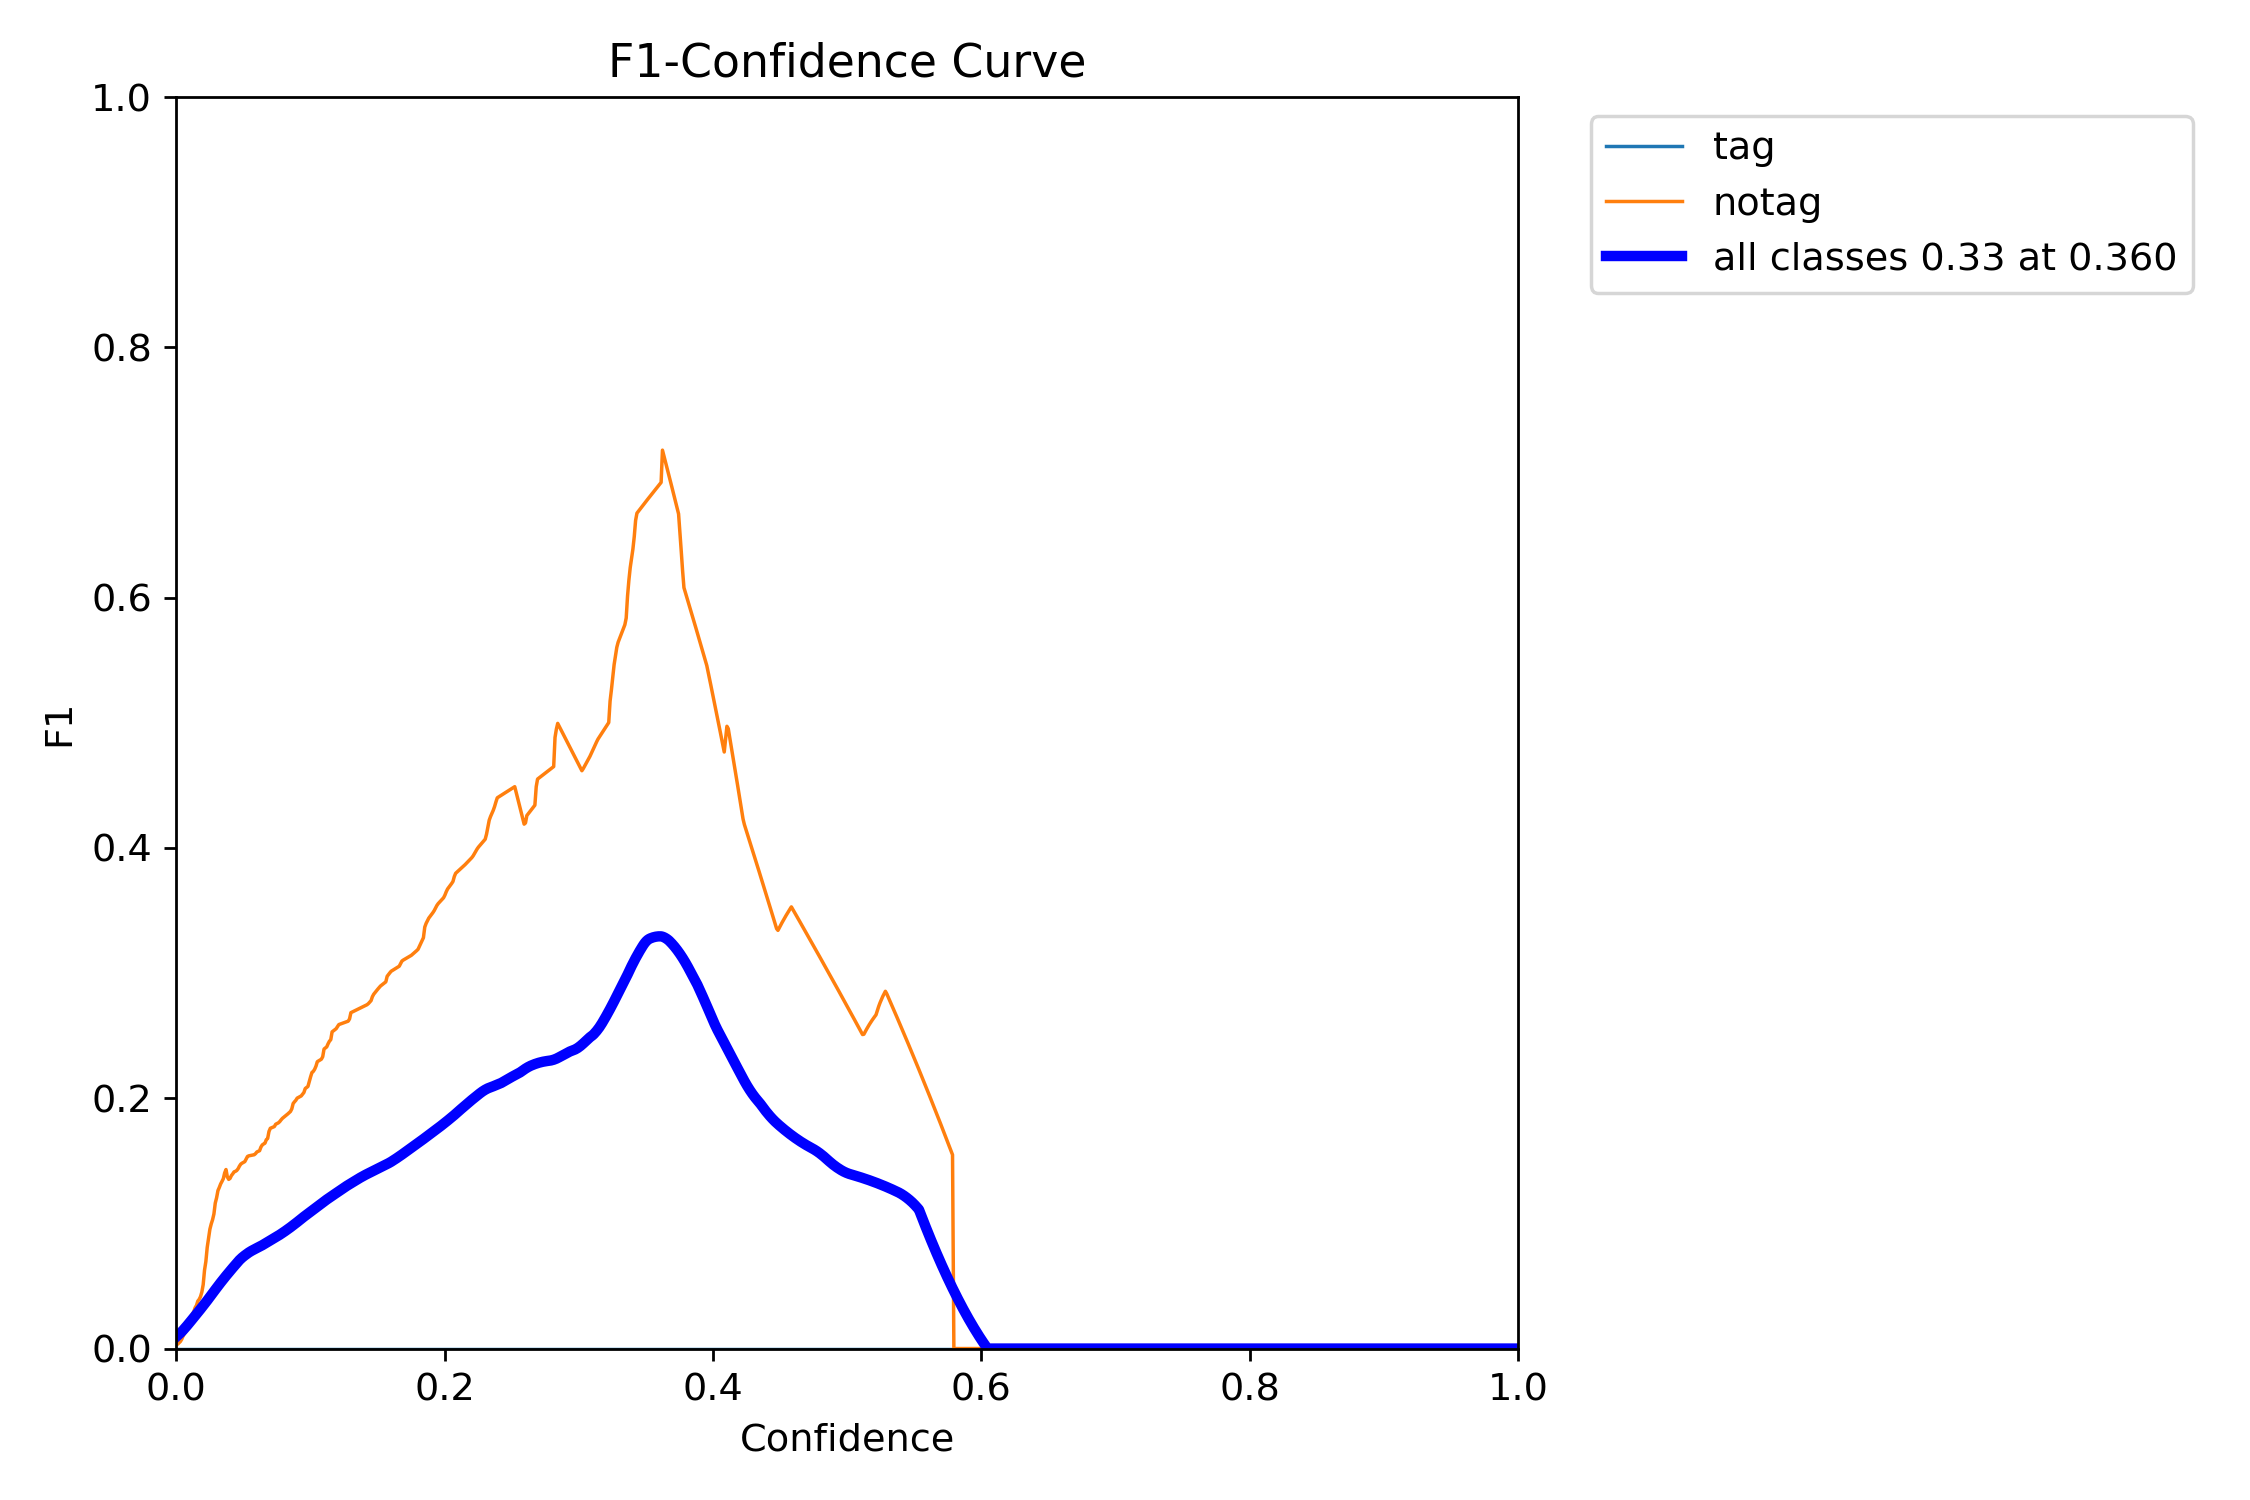 F1-Confidence Curve
1.0
0.8
0.6
0.4
0.2
0.0
F1
0.0 0.2 0.4 0.6 0.8 1.0
Confidence
tag
notag
all classes 0.33 at 0.360